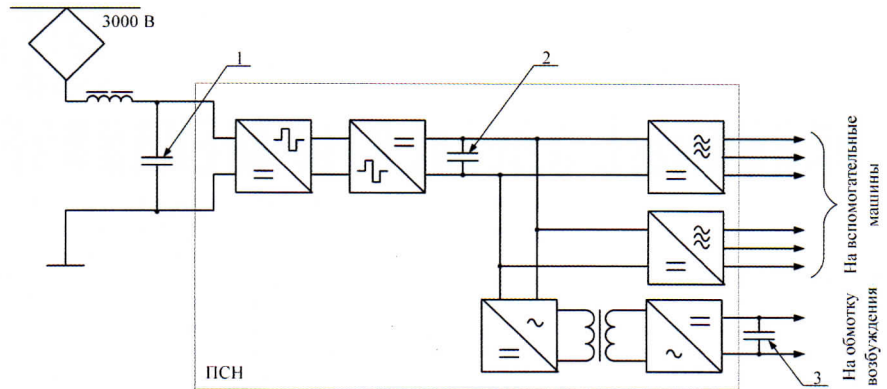 3000 В
1
2
На вспомогательные
машины
На обмотку
возбуждения
ПСН
3